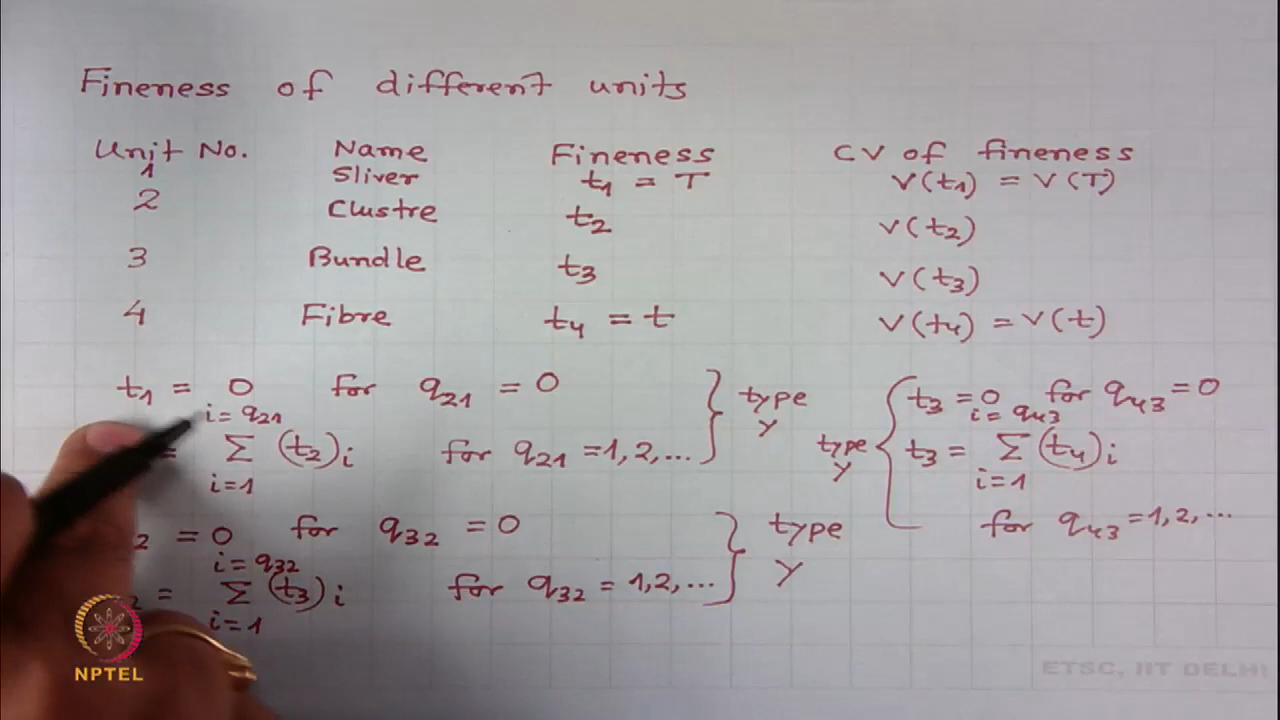 Fineness of different units
Unit No. Name Fineness CV of fineness
1 Sliver t₁ = T V(t₁) = V(T)
2 Clustre t₂ V(t₂)
3 Bundle t₃ V(t₃)
4 Fibre t₄ = t V(t₄) = V(t)
t₁ = 0 for q₂₁ = 0
i = q₂₁
= Σ (t₂)ᵢ for q₂₁ = 1, 2, ...
i = 1
} type
Y
₂ = 0 for q₃₂ = 0
i = q₃₂
₂ = Σ (t₃)ᵢ for q₃₂ = 1, 2, ...
i = 1
} type
Y
type
Y
{ t₃ = 0 for q₄₃ = 0
i = q₄₃
t₃ = Σ (t₄)ᵢ
i = 1
for q₄₃ = 1, 2, ...
NPTEL
ETSC, IIT DELHI